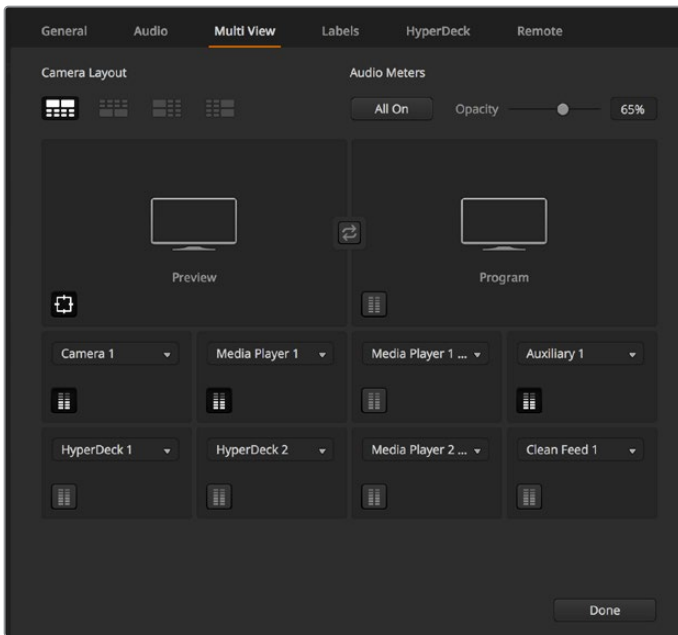 General Audio Multi View Labels HyperDeck Remote
Camera Layout Audio Meters
All On Opacity 65%
Preview Program
Camera 1 Media Player 1 Media Player 1 ... Auxiliary 1
HyperDeck 1 HyperDeck 2 Media Player 2 ... Clean Feed 1
Done